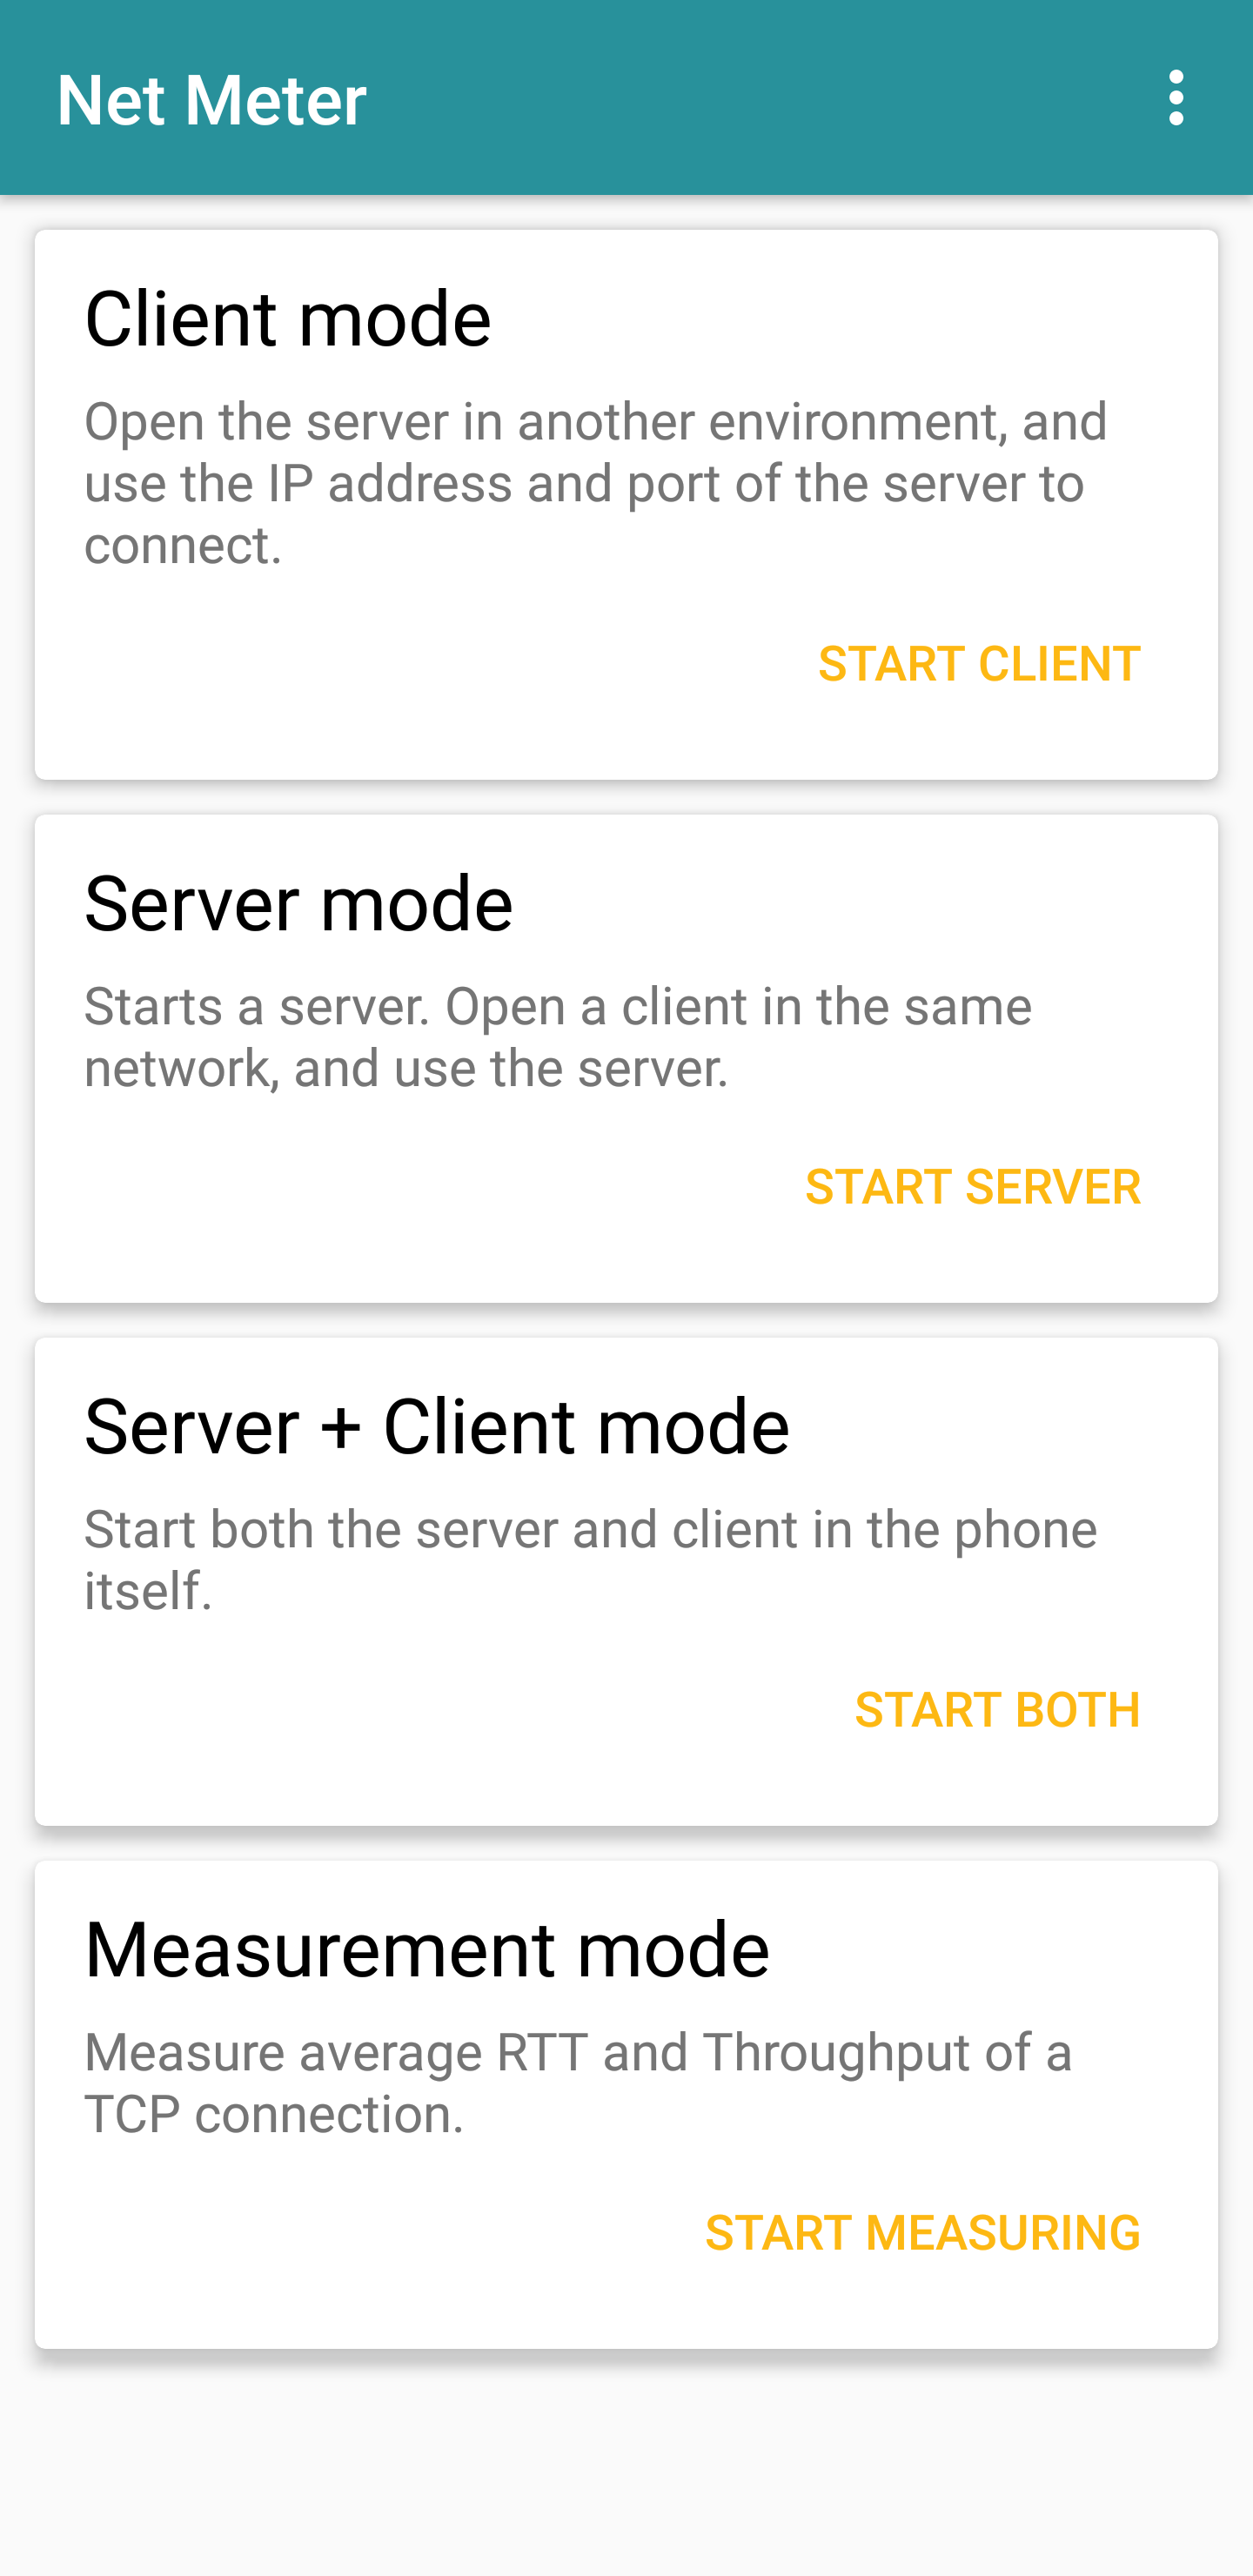 Net Meter
Client mode
Open the server in another environment, and
use the IP address and port of the server to
connect.
START CLIENT
Server mode
Starts a server. Open a client in the same
network, and use the server.
START SERVER
Server + Client mode
Start both the server and client in the phone
itself.
START BOTH
Measurement mode
Measure average RTT and Throughput of a
TCP connection.
START MEASURING